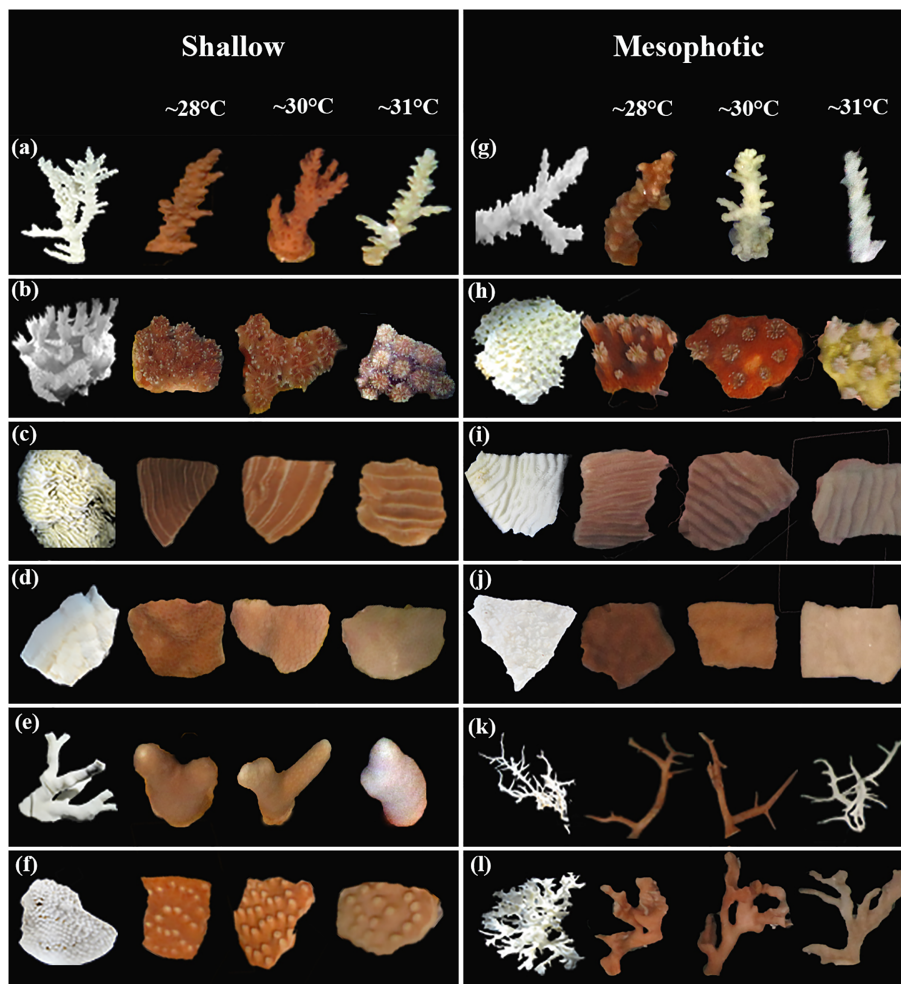 Shallow
Mesophotic
~28°C ~30°C ~31°C
~28°C ~30°C ~31°C
(a)
(g)
(b)
(h)
(c)
(i)
(d)
(j)
(e)
(k)
(f)
(l)